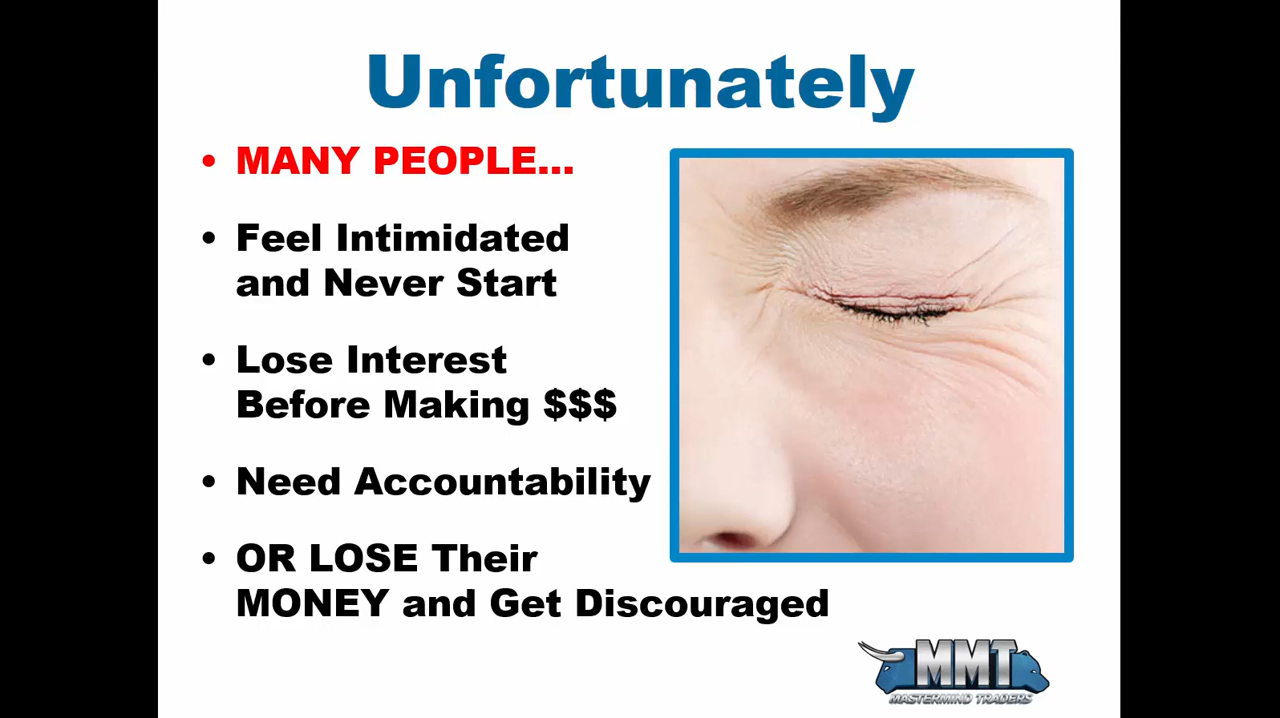 Unfortunately
• MANY PEOPLE...
• Feel Intimidated
and Never Start
• Lose Interest
Before Making $$$
• Need Accountability
• OR LOSE Their
MONEY and Get Discouraged
MMT
MASTERMIND TRADERS